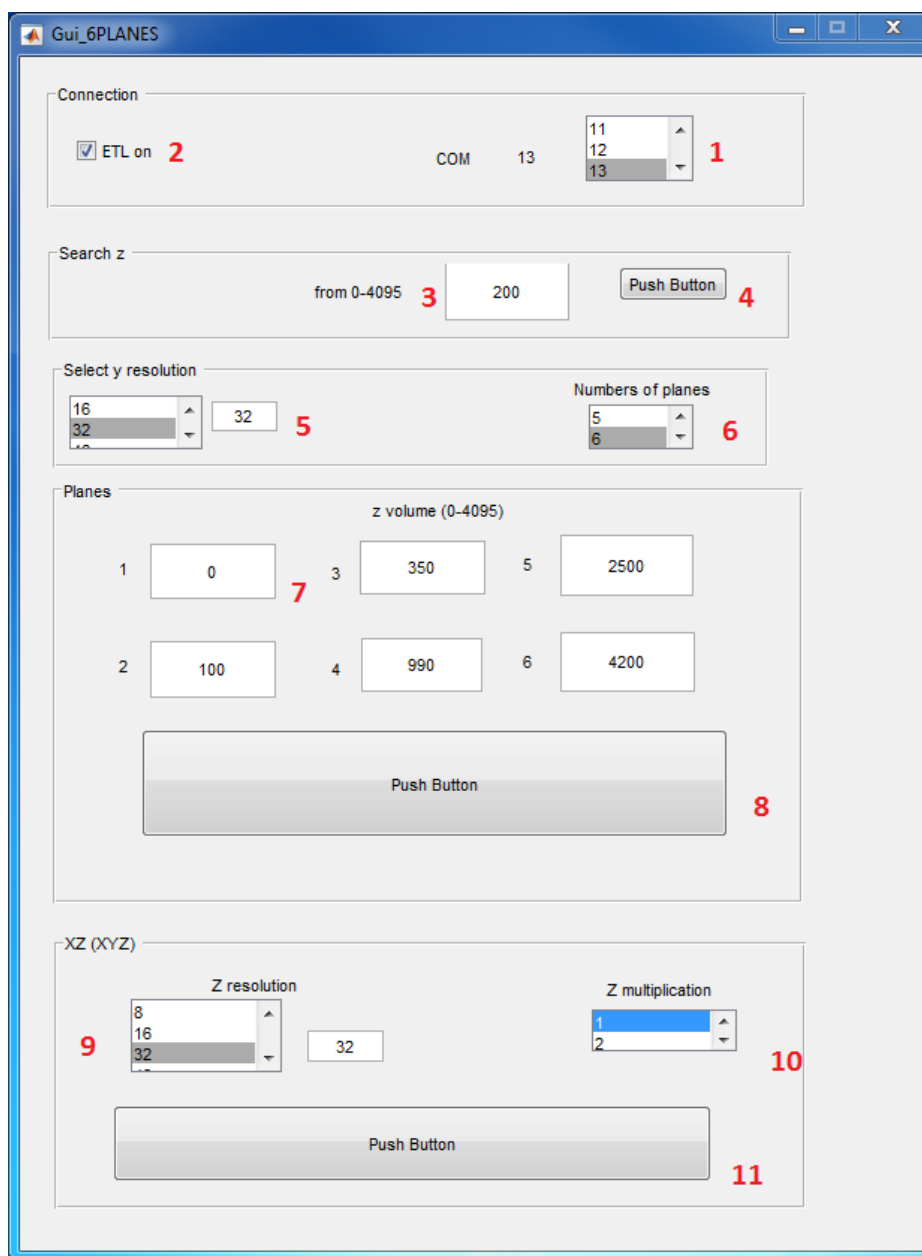 Gui_6PLANES
Connection
ETL on 2
COM 13
11
12
13
1
Search z
from 0-4095 3 200 Push Button 4
Select y resolution
16
32
32 5
Numbers of planes
5
6
6
Planes
z volume (0-4095)
1 0 7 3 350 5 2500
2 100 4 990 6 4200
Push Button
8
XZ (XYZ)
Z resolution
8
16
32
9 32
Z multiplication
1
2
10
Push Button
11